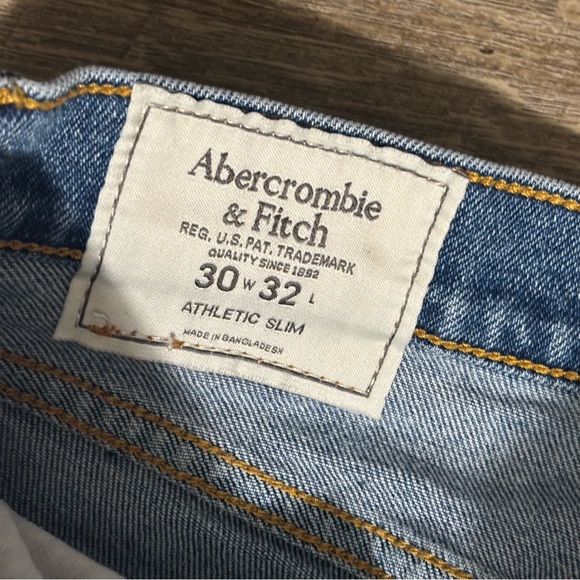 Abercrombie
& Fitch
REG. U.S. PAT. TRADEMARK
QUALITY SINCE 1892
30 W 32 L
ATHLETIC SLIM
MADE IN BANGLADESH